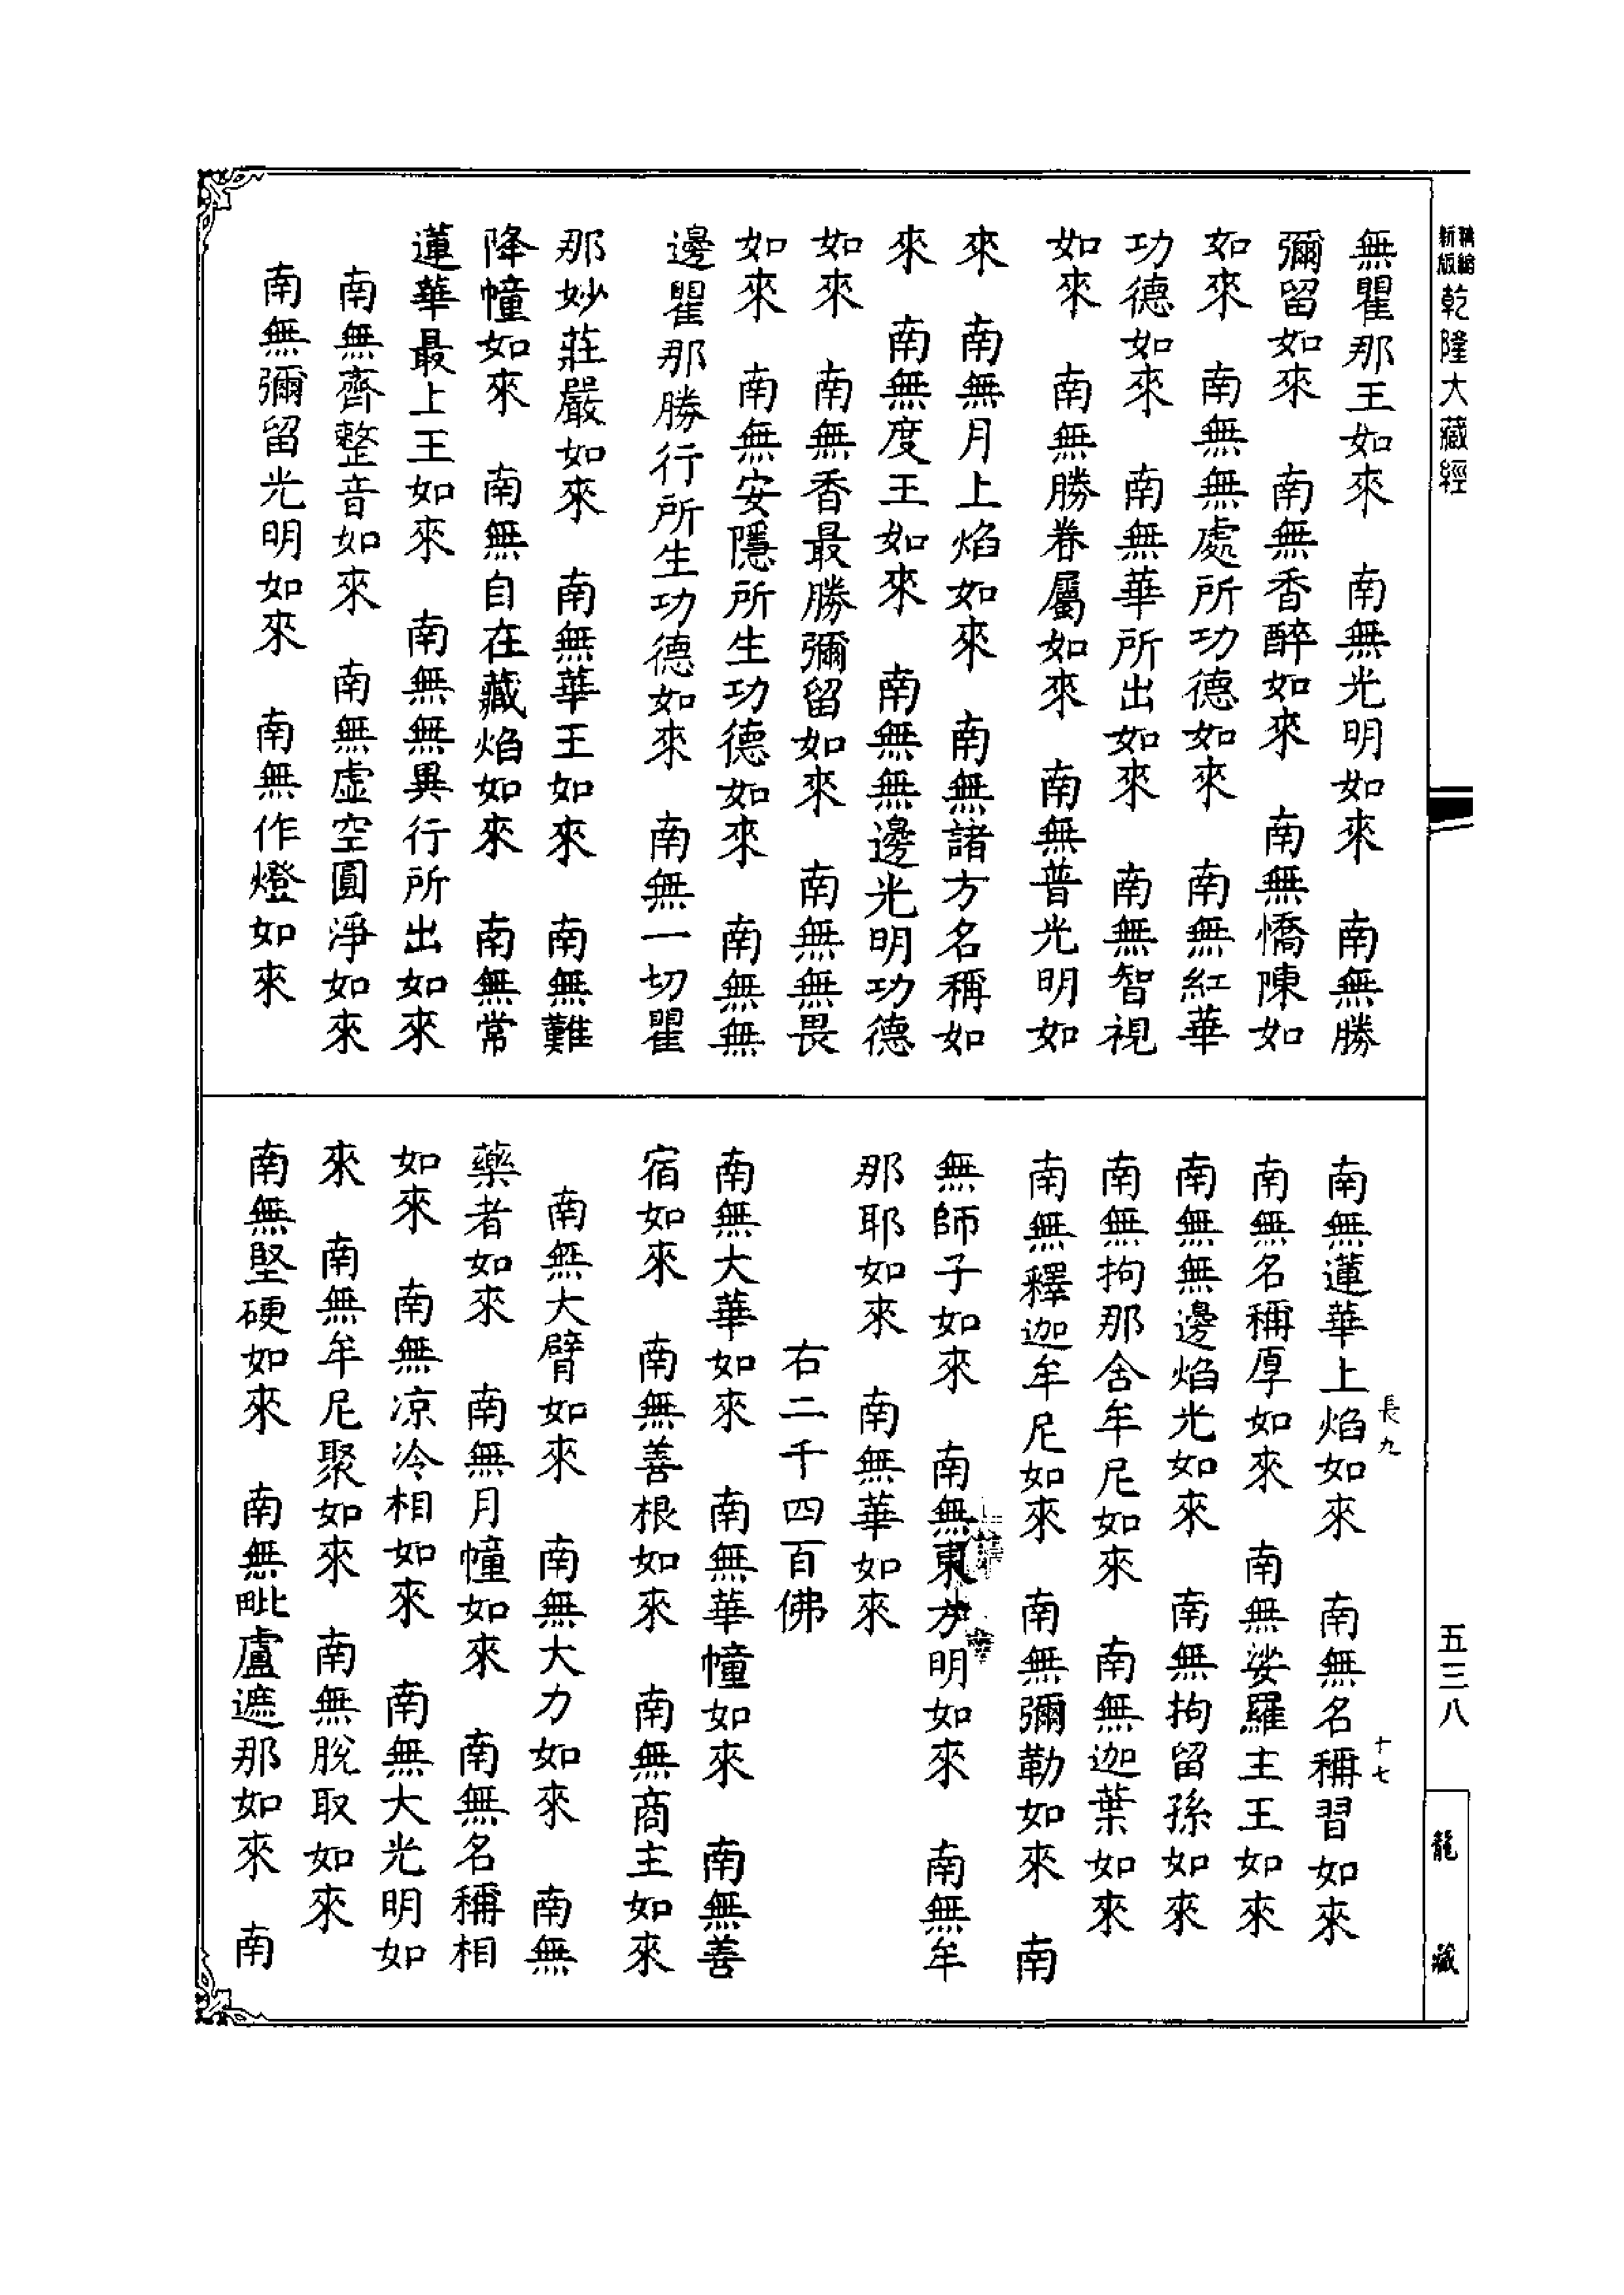 精縮新版乾隆大藏經
無瞿那王如來　南無光明如來　南無勝
彌留如來　南無香醉如來　南無憍陳如
如來　南無無處所功德如來　南無紅華
功德如來　南無華所出如來　南無智視
如來　南無勝眷屬如來　南無普光明如
來　南無月上焰如來　南無諸方名稱如
來　南無度王如來　南無無邊光明功德
如來　南無香最勝彌留如來　南無無畏
如來　南無安隱所生功德如來　南無無
邊瞿那勝行所生功德如來　南無一切瞿
那妙莊嚴如來　南無華王如來　南無難
降幢如來　南無自在藏焰如來　南無常
蓮華最上王如來　南無無異行所出如來
南無齊整音如來　南無虛空圓淨如來
南無彌留光明如來　南無作燈如來
南無蓮華上焰如來　南無名稱習如來
長九　十七
南無名稱厚如來　南無娑羅主王如來
南無無邊焰光如來　南無拘留孫如來
南無拘那舍牟尼如來　南無迦葉如來
南無釋迦牟尼如來　南無彌勒如來　南
無師子如來　南無東方明如來　南無牟
那耶如來　南無華如來
右二千四百佛
南無大華如來　南無華幢如來　南無善
宿如來　南無善根如來　南無商主如來
南無大臂如來　南無大力如來　南無
藥者如來　南無月幢如來　南無名稱相
如來　南無凉冷相如來　南無大光明如
來　南無牟尼聚如來　南無脫取如來
南無堅硬如來　南無毗盧遮那如來　南
五三八
龍藏